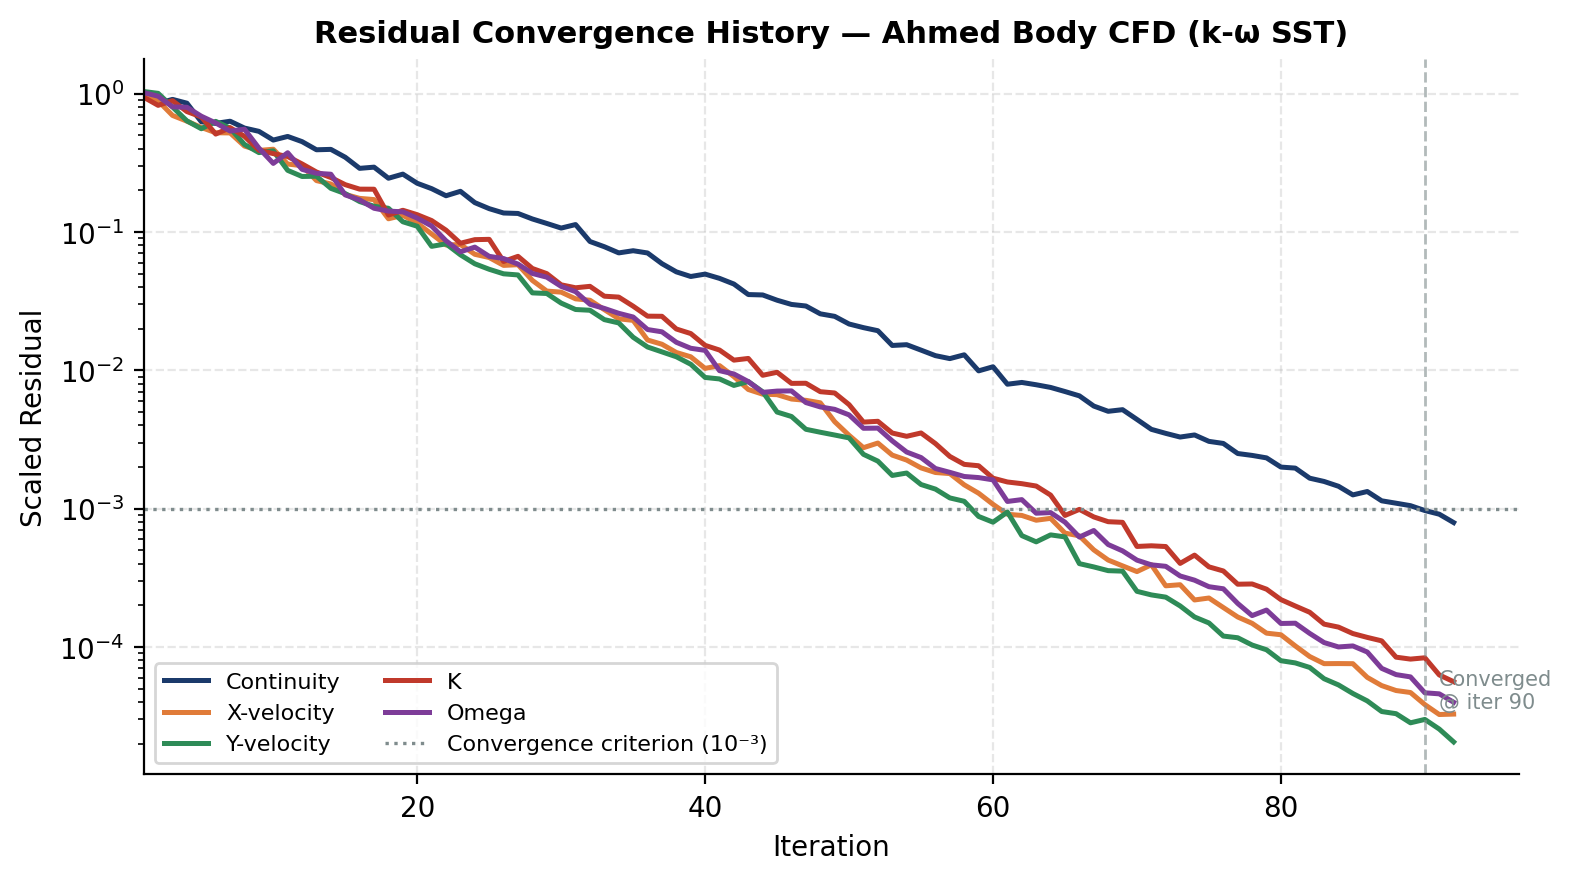 Residual Convergence History — Ahmed Body CFD (k-ω SST)
Scaled Residual
10⁰
10⁻¹
10⁻²
10⁻³
10⁻⁴
Converged
@ iter 90
Continuity
X-velocity
Y-velocity
K
Omega
Convergence criterion (10⁻³)
20 40 60 80
Iteration